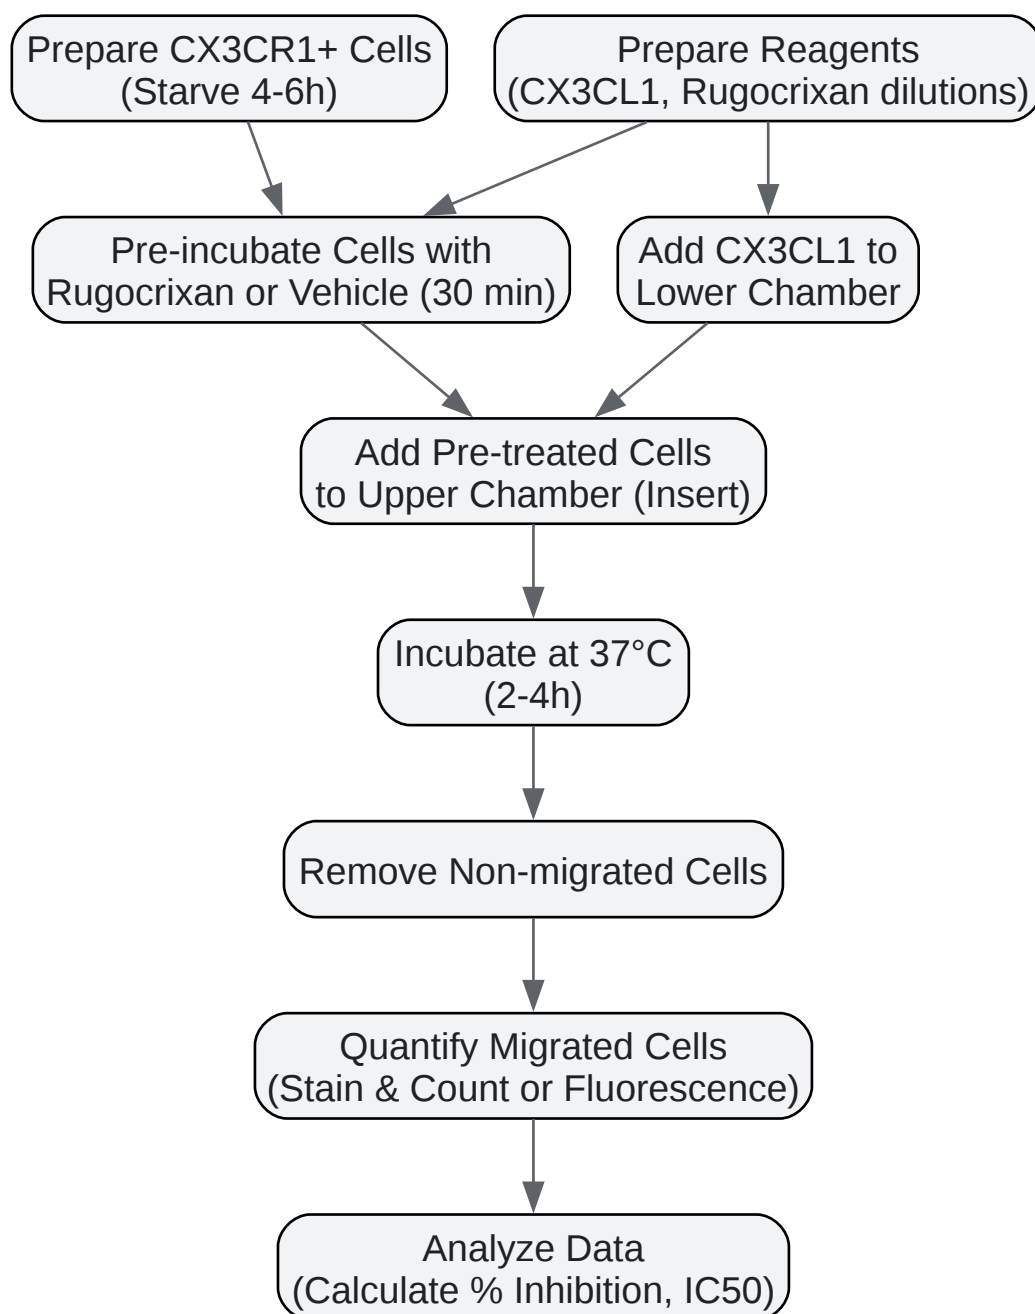 Prepare CX3CR1+ Cells
(Starve 4-6h)
Prepare Reagents
(CX3CL1, Rugocrixan dilutions)
Pre-incubate Cells with
Rugocrixan or Vehicle (30 min)
Add CX3CL1 to
Lower Chamber
Add Pre-treated Cells
to Upper Chamber (Insert)
Incubate at 37°C
(2-4h)
Remove Non-migrated Cells
Quantify Migrated Cells
(Stain & Count or Fluorescence)
Analyze Data
(Calculate % Inhibition, IC50)